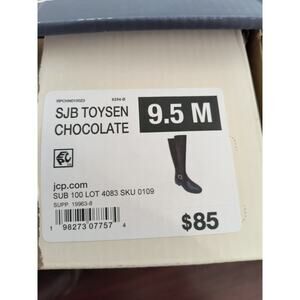 SJB TOYSEN
CHOCOLATE
9.5 M
jcp.com
SUB 100 LOT 4083 SKU 0109
SUPP. 19963-8
1 98273 07757 4
$85